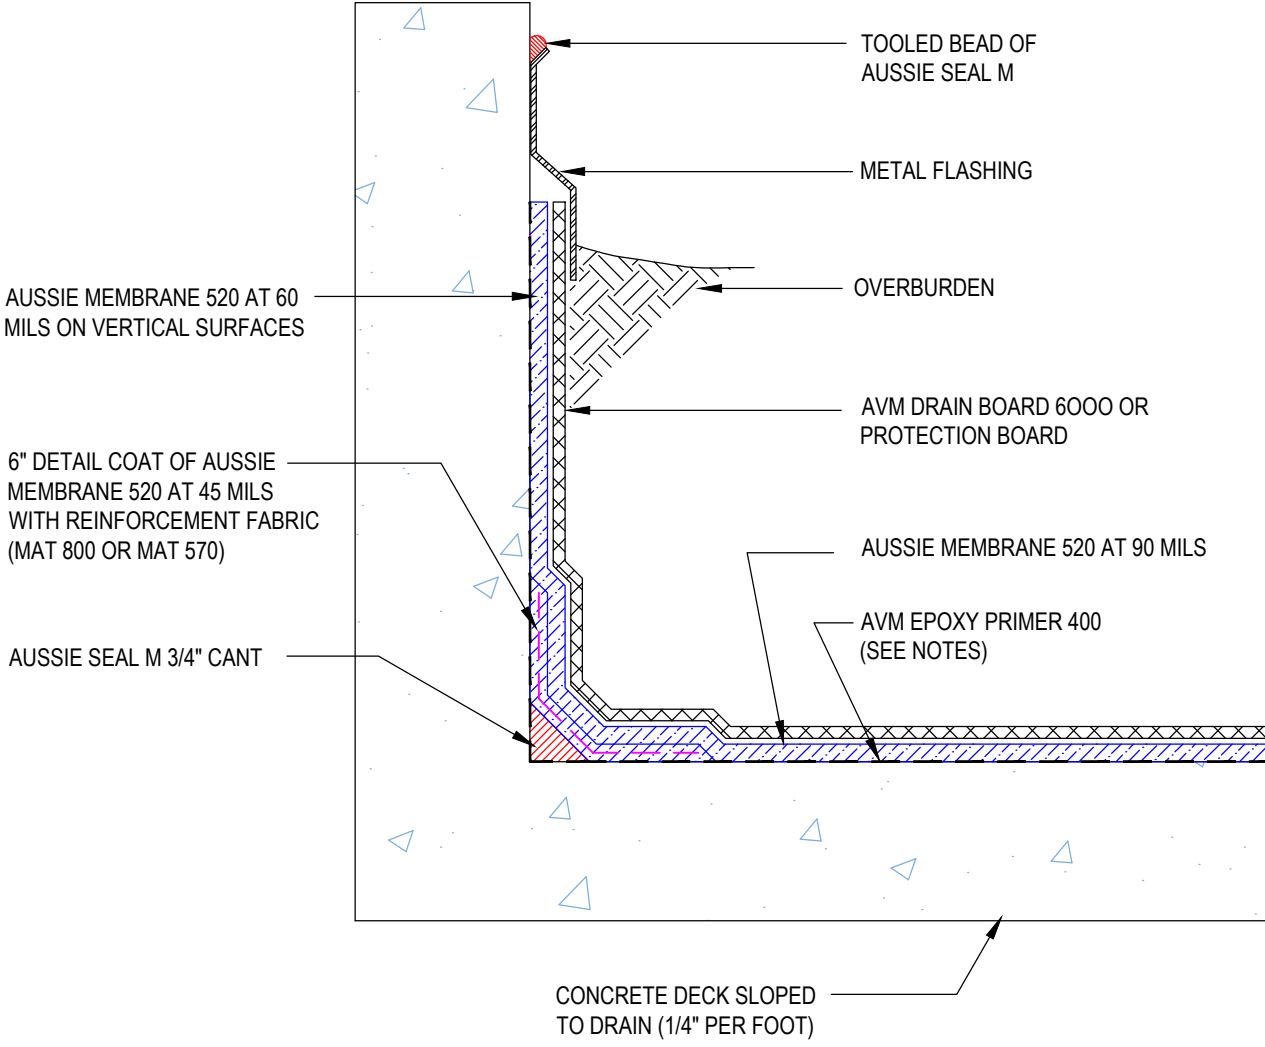 TOOLED BEAD OF
AUSSIE SEAL M
METAL FLASHING
OVERBURDEN
AUSSIE MEMBRANE 520 AT 60
MILS ON VERTICAL SURFACES
AVM DRAIN BOARD 6OOO OR
PROTECTION BOARD
6" DETAIL COAT OF AUSSIE
MEMBRANE 520 AT 45 MILS
WITH REINFORCEMENT FABRIC
(MAT 800 OR MAT 570)
AUSSIE MEMBRANE 520 AT 90 MILS
AVM EPOXY PRIMER 400
(SEE NOTES)
AUSSIE SEAL M 3/4" CANT
CONCRETE DECK SLOPED
TO DRAIN (1/4" PER FOOT)